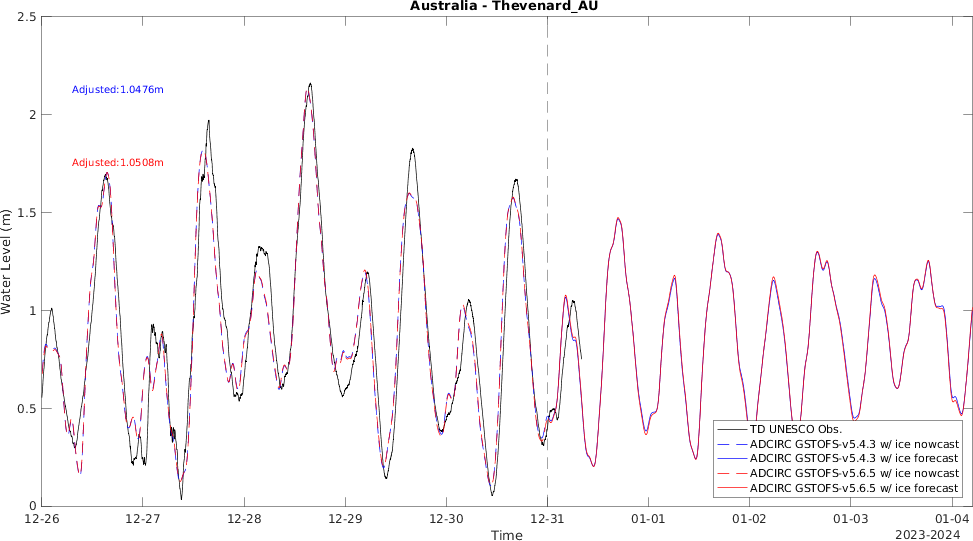 Australia - Thevenard_AU
Water Level (m)
2.5
2
1.5
1
0.5
0
Adjusted:1.0476m
Adjusted:1.0508m
TD UNESCO Obs.
ADCIRC GSTOFS-v5.4.3 w/ ice nowcast
ADCIRC GSTOFS-v5.4.3 w/ ice forecast
ADCIRC GSTOFS-v5.6.5 w/ ice nowcast
ADCIRC GSTOFS-v5.6.5 w/ ice forecast
12-26 12-27 12-28 12-29 12-30 12-31 01-01 01-02 01-03 01-04
Time
2023-2024